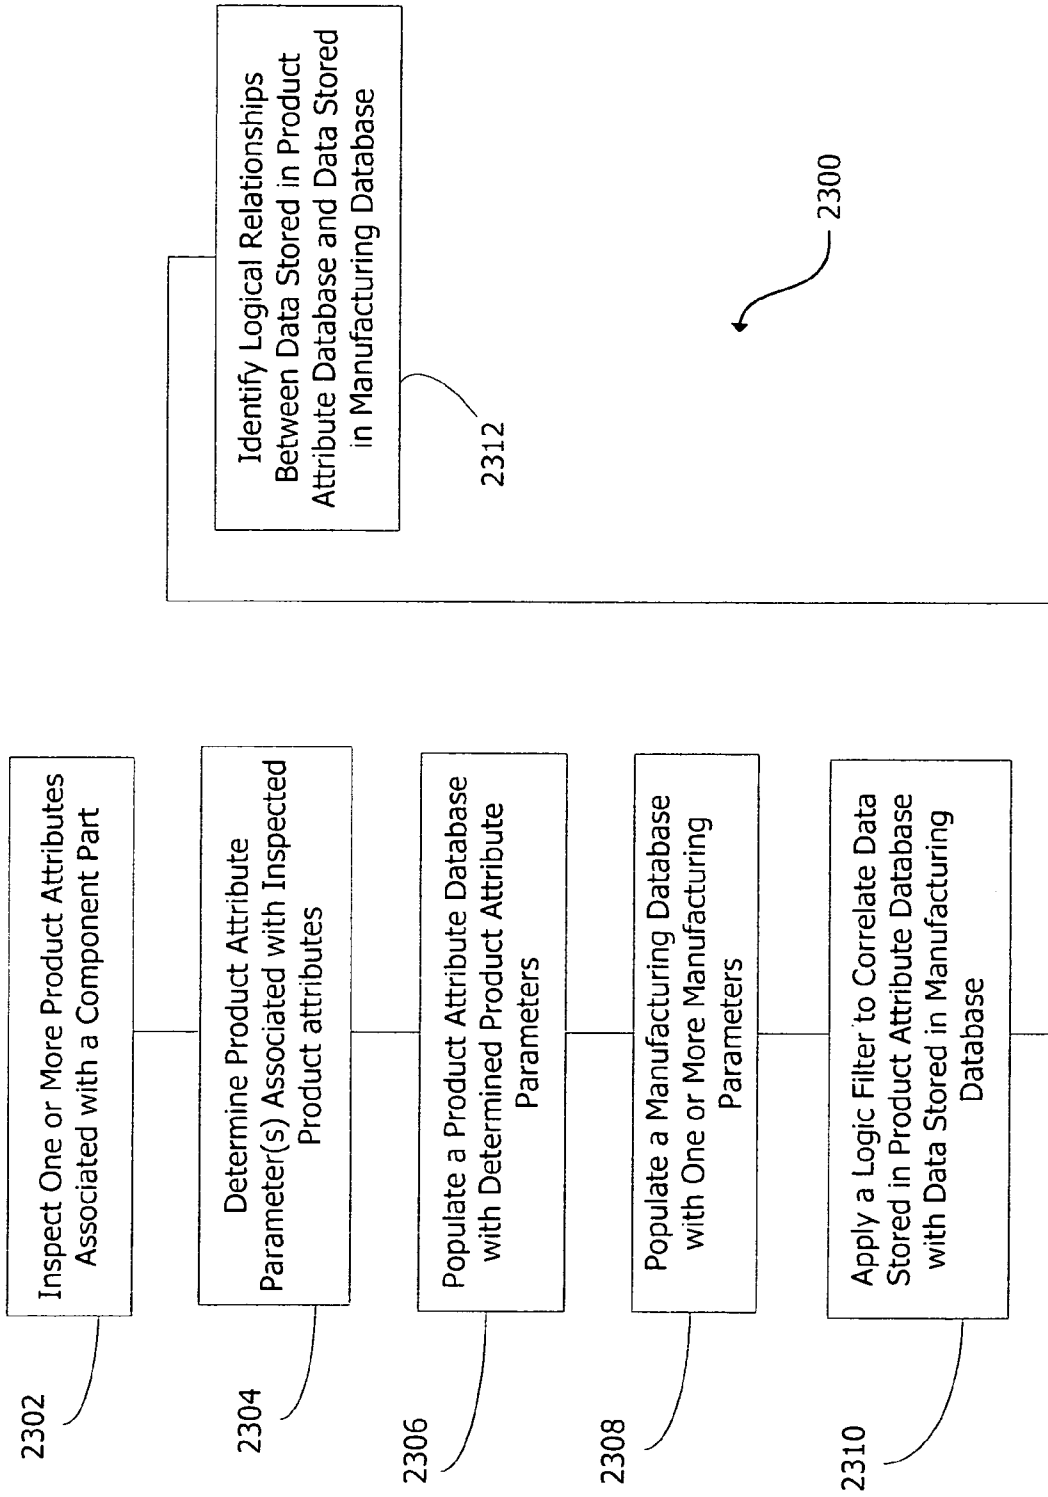 2302
Inspect One or More Product Attributes
Associated with a Component Part
2304
Determine Product Attribute
Parameter(s) Associated with Inspected
Product attributes
2306
Populate a Product Attribute Database
with Determined Product Attribute
Parameters
2308
Populate a Manufacturing Database
with One or More Manufacturing
Parameters
2310
Apply a Logic Filter to Correlate Data
Stored in Product Attribute Database
with Data Stored in Manufacturing
Database
Identify Logical Relationships
Between Data Stored in Product
Attribute Database and Data Stored
in Manufacturing Database
2312
2300